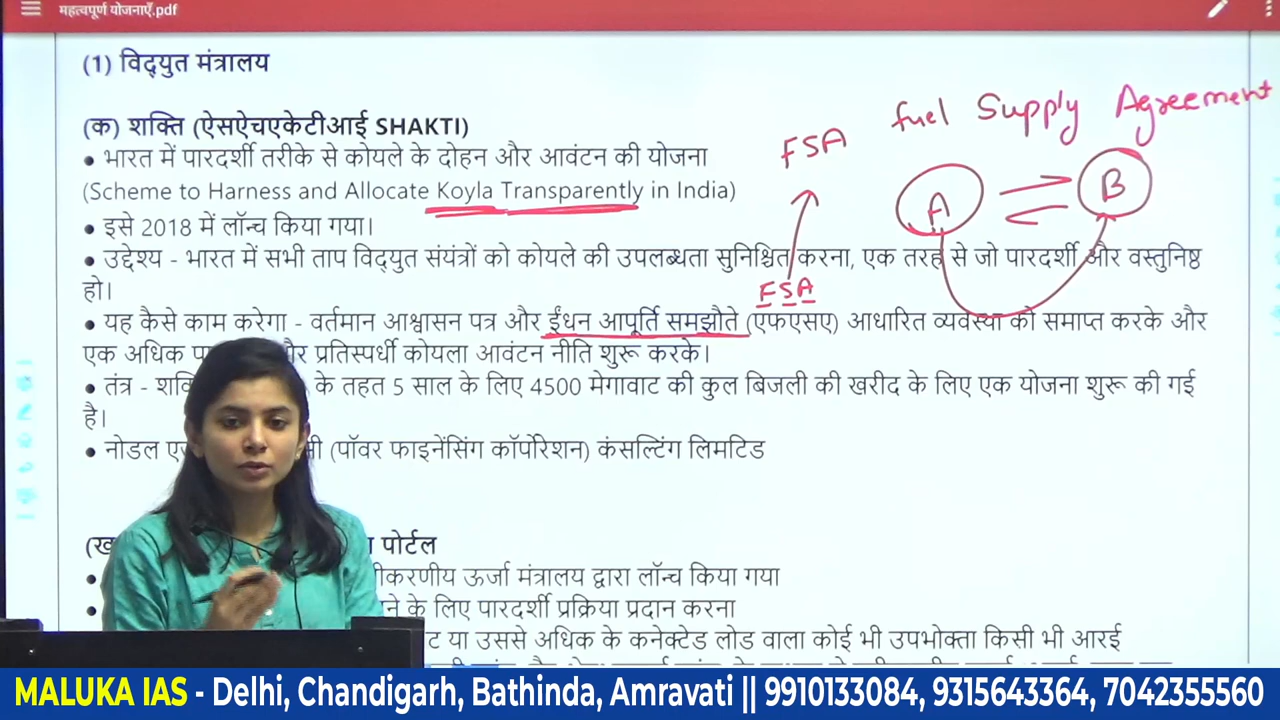 महत्वपूर्ण योजनाएँ.pdf
(1) विद्युत मंत्रालय
(क) शक्ति (ऐसऐचएकेटीआई SHAKTI)
• भारत में पारदर्शी तरीके से कोयले के दोहन और आवंटन की योजना
(Scheme to Harness and Allocate Koyla Transparently in India)
• इसे 2018 में लॉन्च किया गया।
• उद्देश्य - भारत में सभी ताप विद्युत संयंत्रों को कोयले की उपलब्धता सुनिश्चित करना, एक तरह से जो पारदर्शी और वस्तुनिष्ठ
हो।
• यह कैसे काम करेगा - वर्तमान आश्वासन पत्र और ईंधन आपूर्ति समझौते (एफएसए) आधारित व्यवस्था को समाप्त करके और
एक अधिक प प्रतिस्पर्धी कोयला आवंटन नीति शुरू करके।
• तंत्र - के तहत 5 साल के लिए 4500 मेगावाट की कुल बिजली की खरीद के लिए एक योजना शुरू की गई
है।
• नोडल (पॉवर फाइनेंसिंग कॉर्पोरेशन) कंसल्टिंग लिमटिड
FSA fuel Supply Agreement
A B
FSA
(ख पोर्टल
ऊर्जा मंत्रालय द्वारा लॉन्च किया गया
के लिए पारदर्शी प्रक्रिया प्रदान करना
या उससे अधिक के कनेक्टेड लोड वाला कोई भी उपभोक्ता किसी भी आरई
MALUKA IAS - Delhi, Chandigarh, Bathinda, Amravati || 9910133084, 9315643364, 7042355560